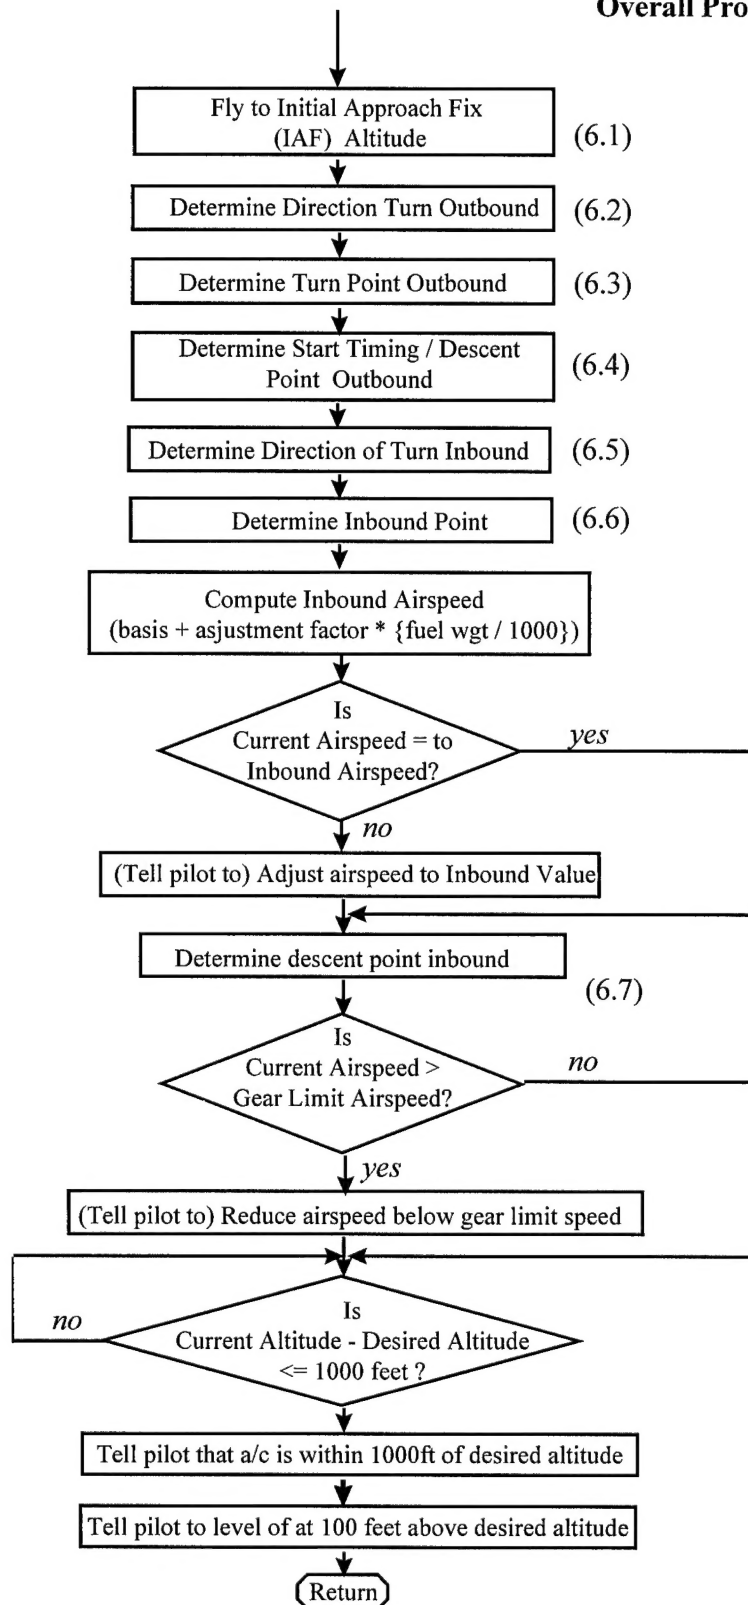 Overall Pro
Fly to Initial Approach Fix
(IAF) Altitude
(6.1)
Determine Direction Turn Outbound
(6.2)
Determine Turn Point Outbound
(6.3)
Determine Start Timing / Descent
Point Outbound
(6.4)
Determine Direction of Turn Inbound
(6.5)
Determine Inbound Point
(6.6)
Compute Inbound Airspeed
(basis + asjustment factor * {fuel wgt / 1000})
Is
Current Airspeed = to
Inbound Airspeed?
yes
no
(Tell pilot to) Adjust airspeed to Inbound Value
Determine descent point inbound
(6.7)
Is
Current Airspeed >
Gear Limit Airspeed?
no
yes
(Tell pilot to) Reduce airspeed below gear limit speed
no
Is
Current Altitude - Desired Altitude
<= 1000 feet ?
Tell pilot that a/c is within 1000ft of desired altitude
Tell pilot to level of at 100 feet above desired altitude
Return